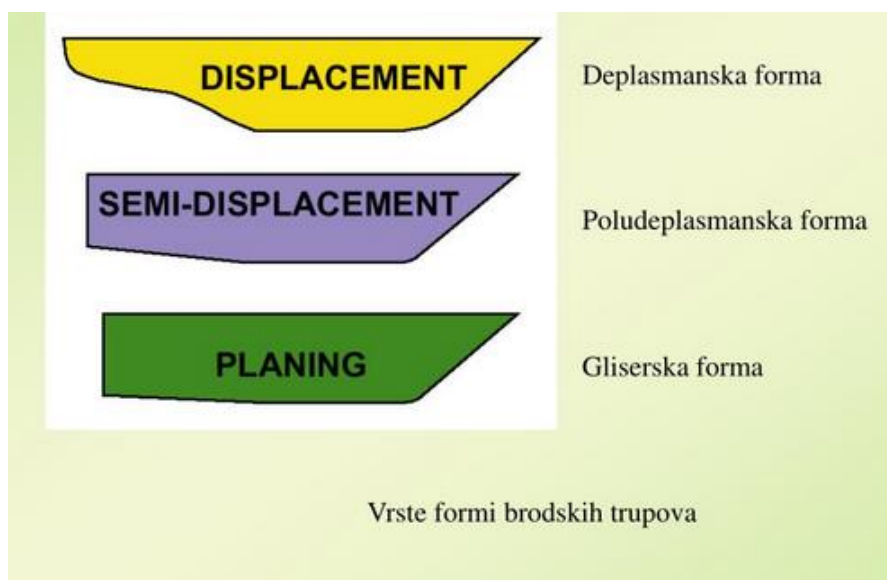 DISPLACEMENT
Deplasmanska forma
SEMI-DISPLACEMENT
Poludeplasmanska forma
PLANING
Gliserska forma
Vrste formi brodskih trupova